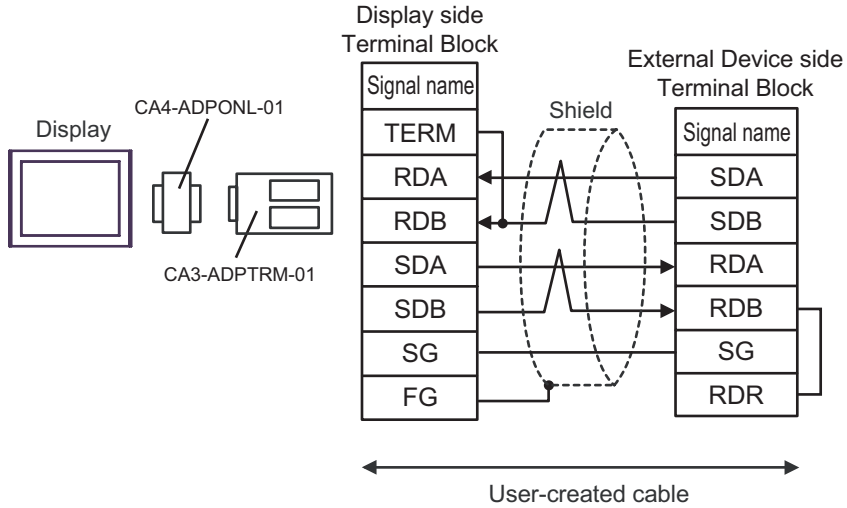 Display side
Terminal Block
External Device side
Terminal Block
Display
CA4-ADPONL-01
CA3-ADPTRM-01
Shield
Signal name
TERM
RDA
RDB
SDA
SDB
SG
FG
Signal name
SDA
SDB
RDA
RDB
SG
RDR
User-created cable